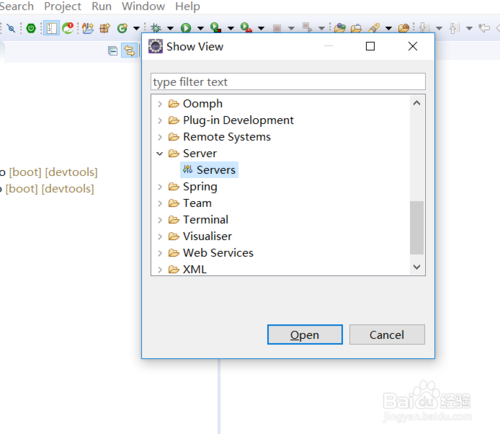 Search Project Run Window Help
Show View
type filter text
Oomph
Plug-in Development
Remote Systems
Server
Servers
Spring
Team
Terminal
Visualiser
Web Services
XML
o [boot] [devtools]
o [boot] [devtools]
Open Cancel
Baidu 经验
jingyan.baidu.com